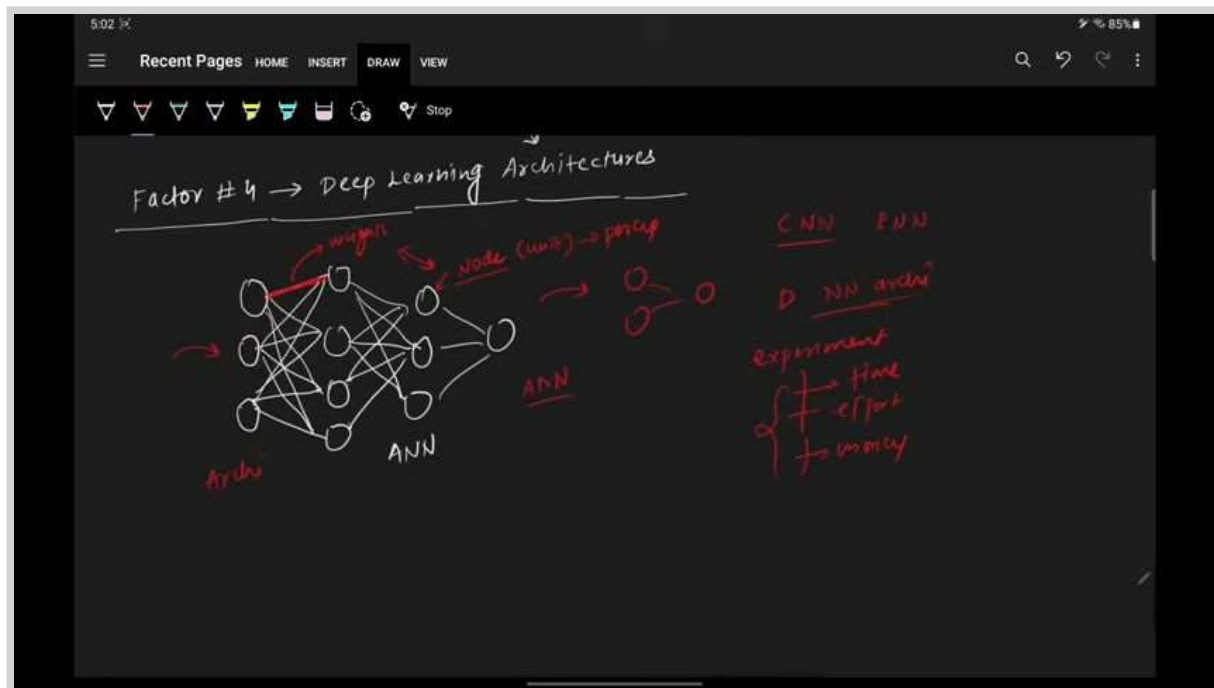 5:02 85%
Recent Pages HOME INSERT DRAW VIEW
Stop
Factor # 4 → Deep Learning Architectures
Node (unit) → percep
CNN RNN
D NN archi
experiment
→ time
effort
→ money
ANN
ANN
Archi